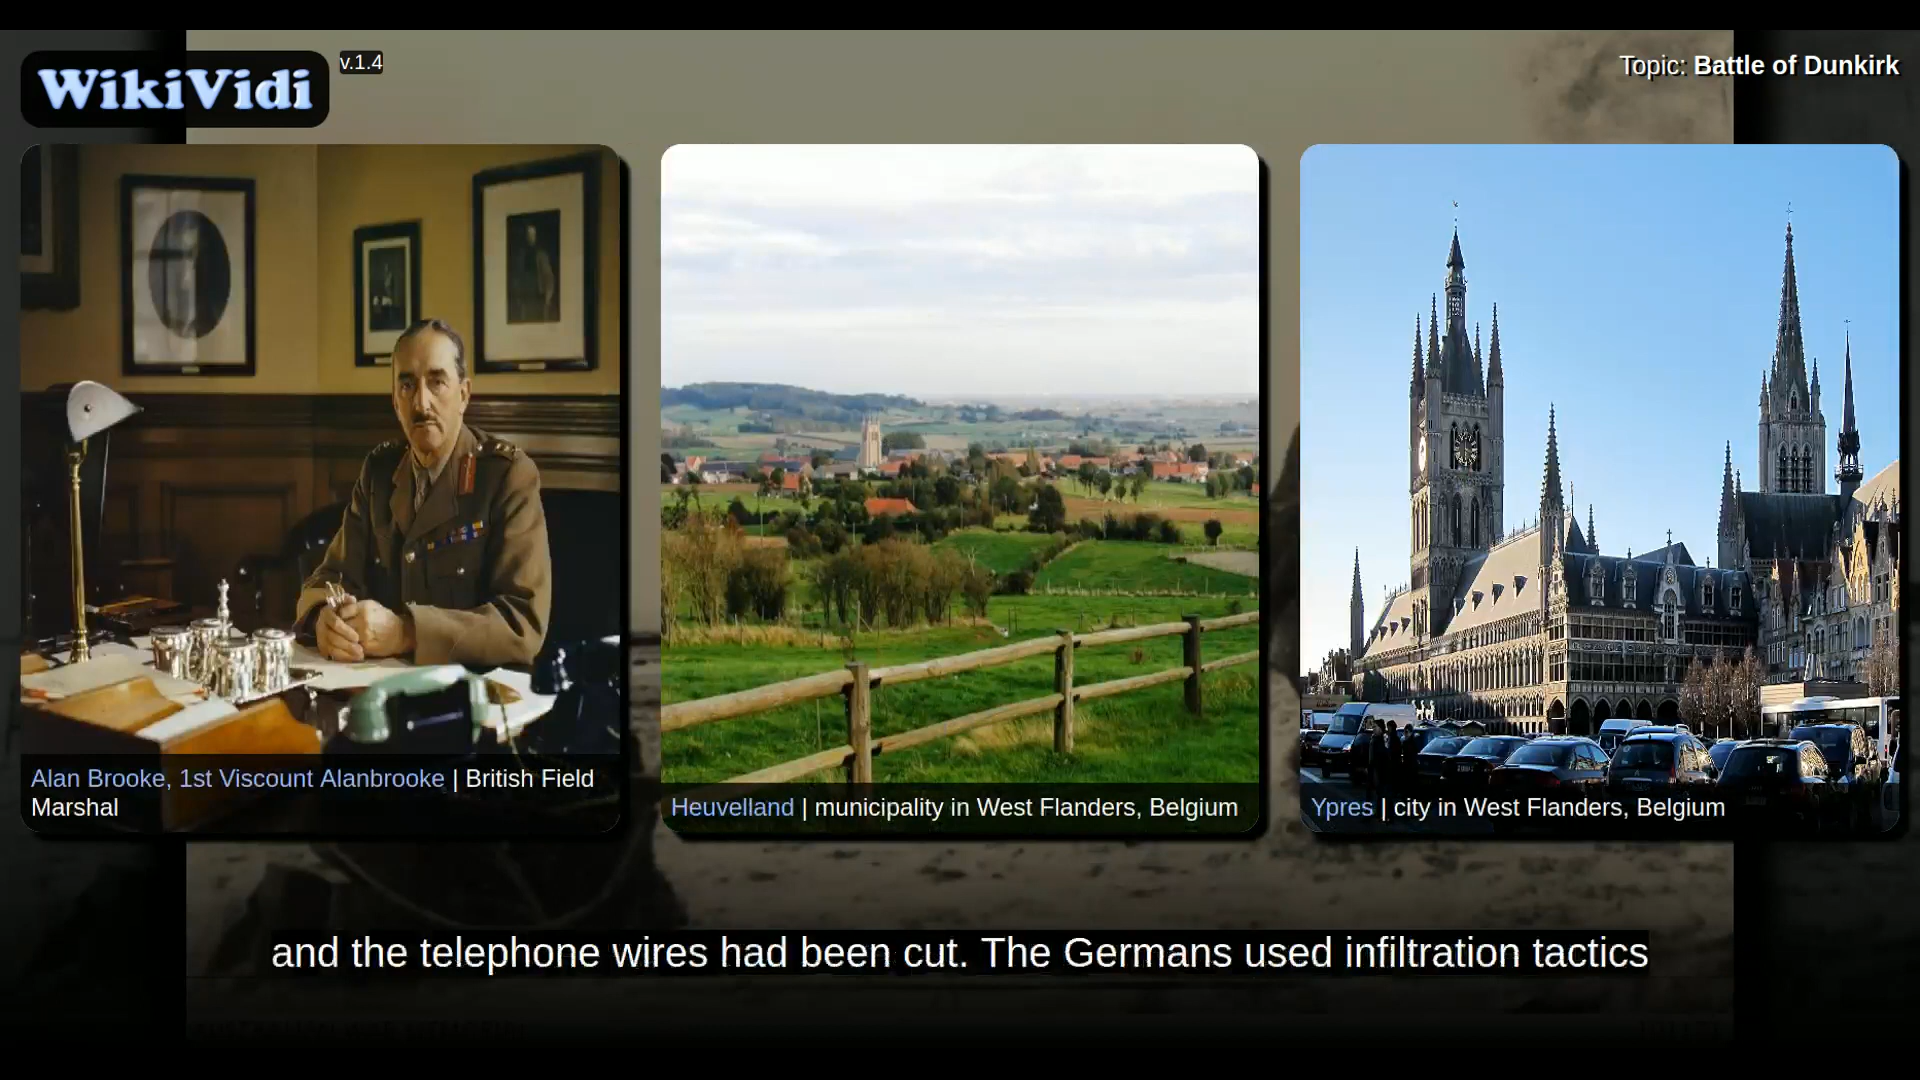 WikiVidi
v.1.4
Topic: Battle of Dunkirk
Alan Brooke, 1st Viscount Alanbrooke | British Field
Marshal
Heuvelland | municipality in West Flanders, Belgium
Ypres | city in West Flanders, Belgium
and the telephone wires had been cut. The Germans used infiltration tactics